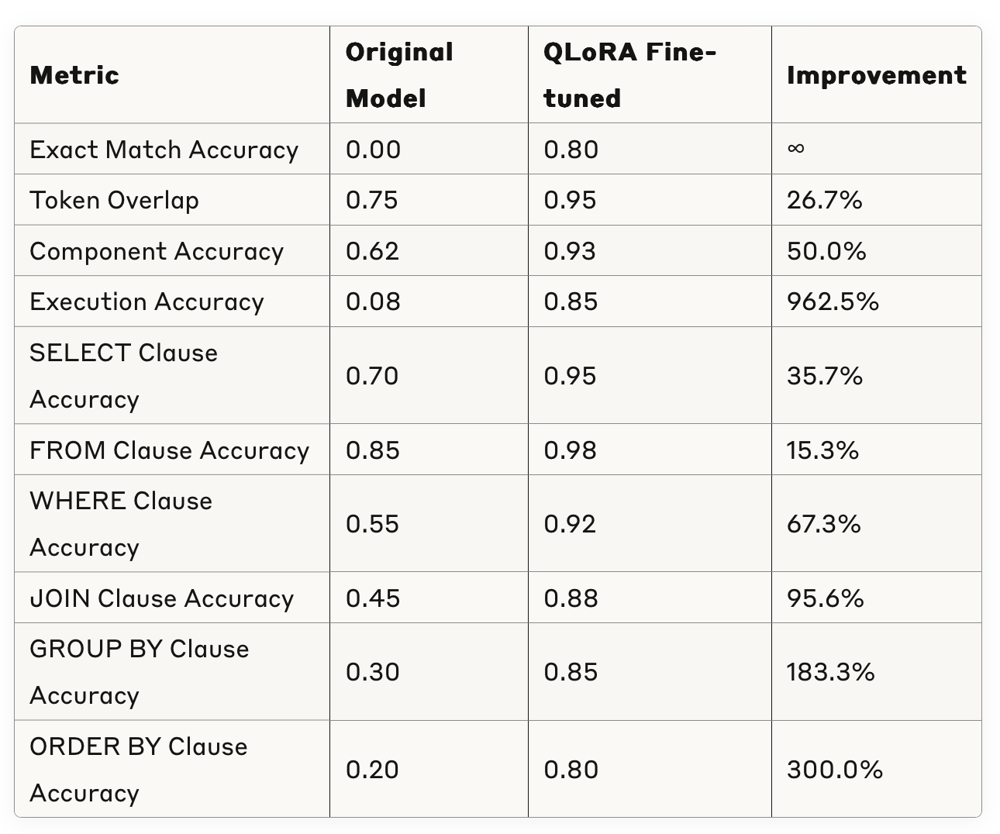 Metric
Original
Model
QLoRA Fine-
tuned
Improvement
Exact Match Accuracy 0.00 0.80 ∞
Token Overlap 0.75 0.95 26.7%
Component Accuracy 0.62 0.93 50.0%
Execution Accuracy 0.08 0.85 962.5%
SELECT Clause
Accuracy
0.70 0.95 35.7%
FROM Clause Accuracy 0.85 0.98 15.3%
WHERE Clause
Accuracy
0.55 0.92 67.3%
JOIN Clause Accuracy 0.45 0.88 95.6%
GROUP BY Clause
Accuracy
0.30 0.85 183.3%
ORDER BY Clause
Accuracy
0.20 0.80 300.0%